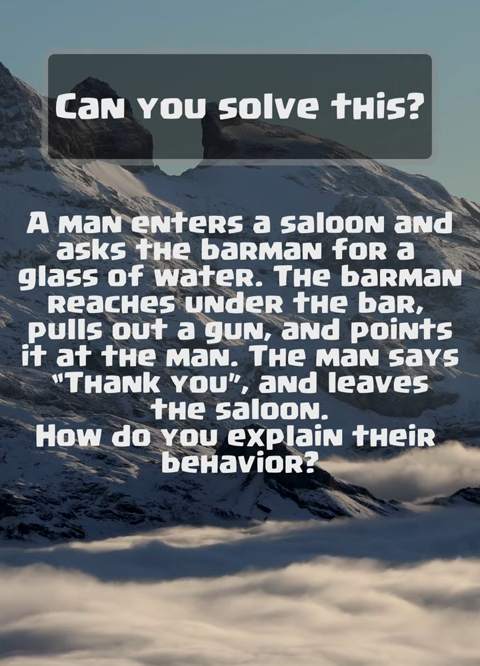 Can you solve this?
A man enters a saloon and
asks the barman for a
glass of water. The barman
reaches under the bar,
pulls out a gun, and points
it at the man. The man says
"Thank you", and leaves
the saloon.
How do you explain their
behavior?